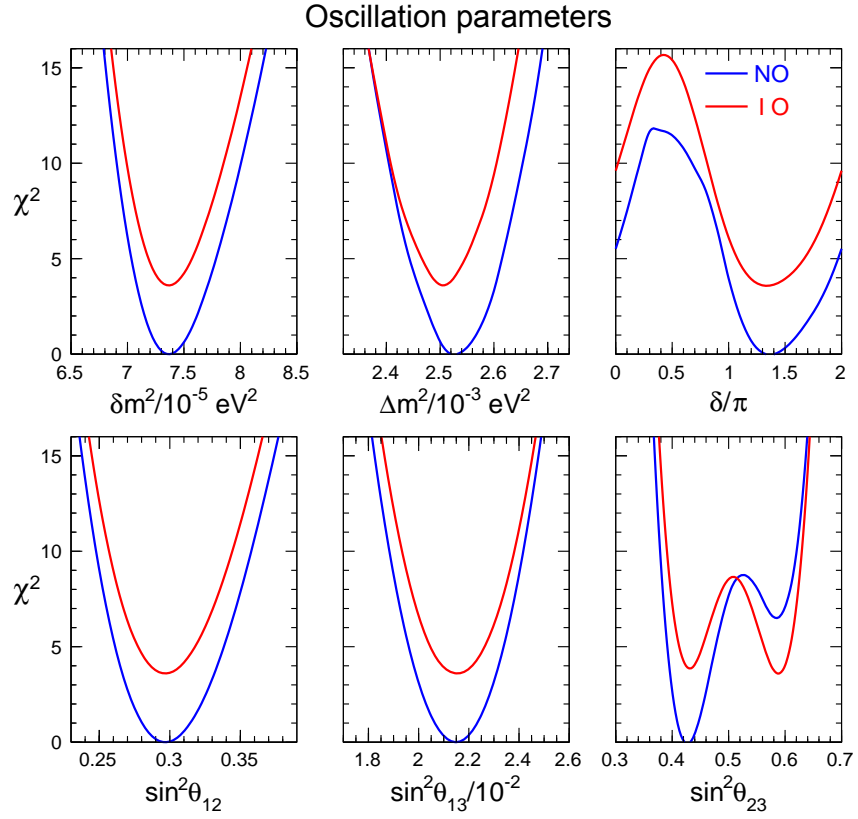 Oscillation parameters
NO
I O
χ²
0 5 10 15
6.5 7 7.5 8 8.5
δm²/10⁻⁵ eV²
2.4 2.5 2.6 2.7
Δm²/10⁻³ eV²
0 0.5 1 1.5 2
δ/π
χ²
0 5 10 15
0.25 0.3 0.35
sin²θ₁₂
1.8 2 2.2 2.4 2.6
sin²θ₁₃/10⁻²
0.3 0.4 0.5 0.6 0.7
sin²θ₂₃